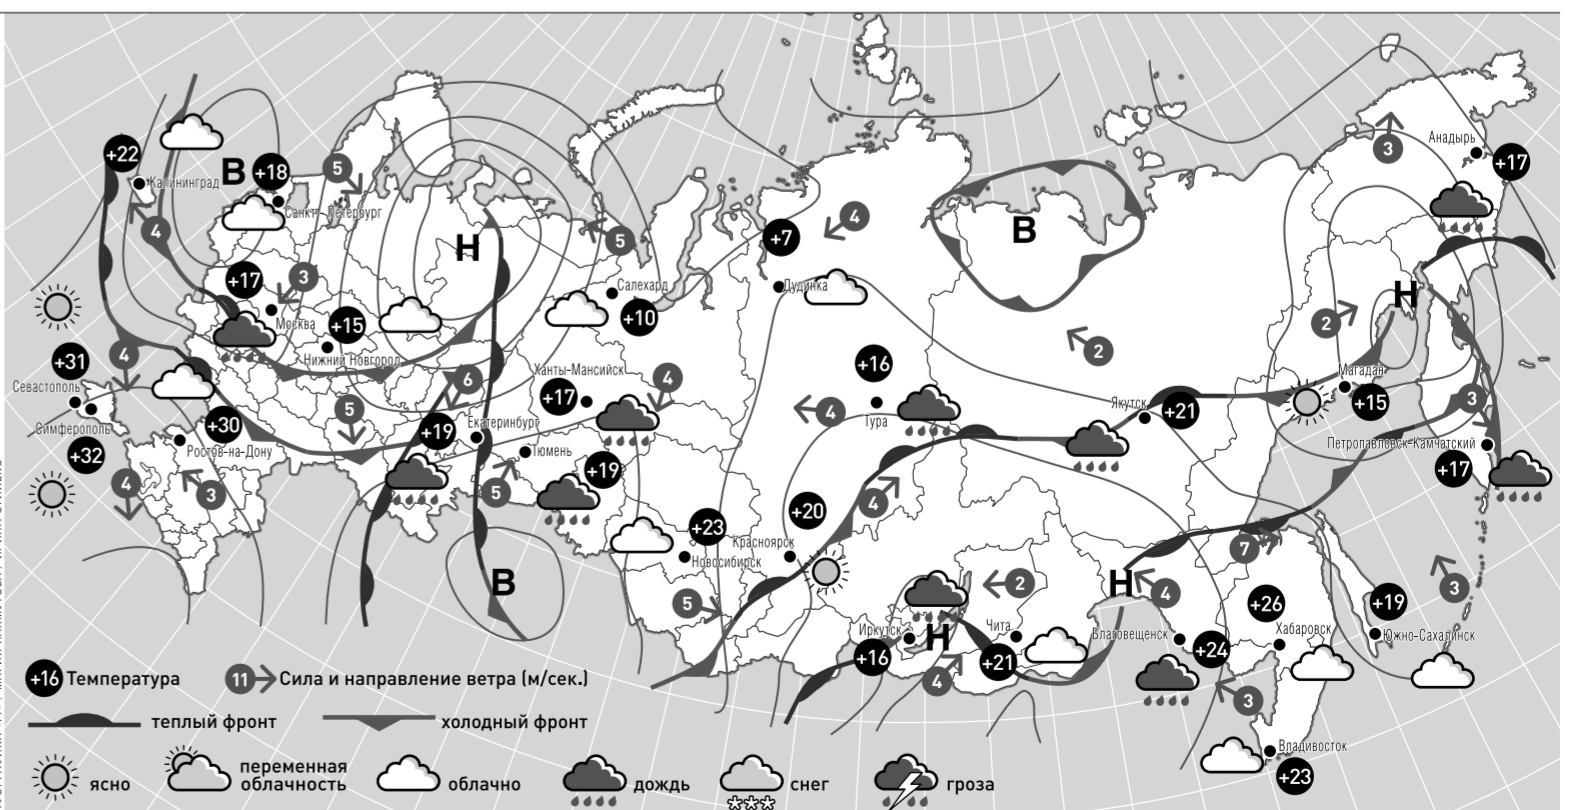 Анадырь
+17
3
+22
Калининград
В
+18
5
Санкт-Петербург
4
Н
5
+7
4
В
+17
3
Москва
+15
Нижний Новгород
Салехард
+10
Дудинка
Н
2
2
+31
4
Севастополь
Симферополь
+32
+30
Ростов-на-Дону
5
6
Ханты-Мансийск
+17
4
+16
4
Тура
Якутск
+21
Магадан
+15
3
Петропавловск-Камчатский
+17
+19
Екатеринбург
Тюмень
+19
5
4
3
4
+23
Новосибирск
+20
Красноярск
7
5
В
2
Н
4
+26
Хабаровск
+19
Южно-Сахалинск
3
Иркутск
Н
+16
Чита
+21
4
Благовещенск
+24
3
Владивосток
+23
+16 Температура
11 Сила и направление ветра (м/сек.)
теплый фронт
холодный фронт
ясно
переменная
облачность
облачно
дождь
снег
гроза